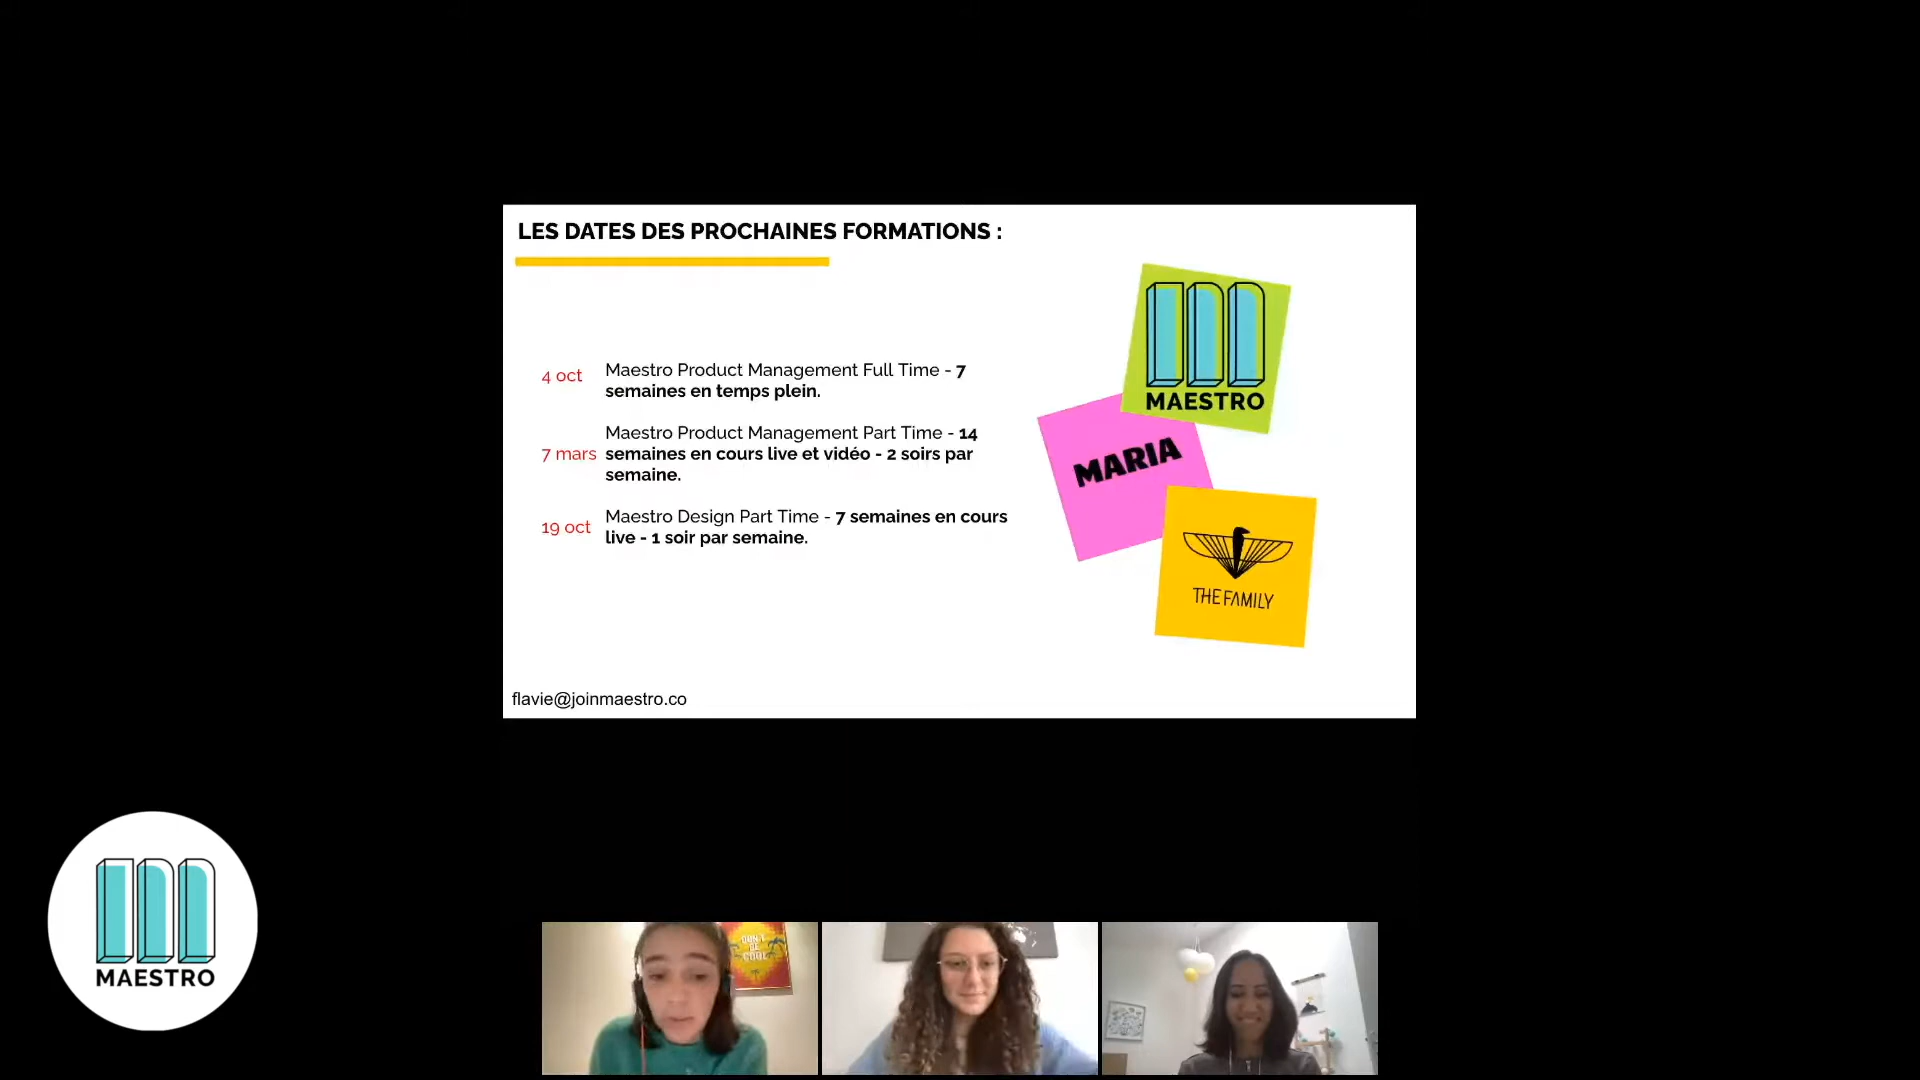 LES DATES DES PROCHAINES FORMATIONS :
4 oct
Maestro Product Management Full Time - 7
semaines en temps plein.
7 mars
Maestro Product Management Part Time - 14
semaines en cours live et vidéo - 2 soirs par
semaine.
19 oct
Maestro Design Part Time - 7 semaines en cours
live - 1 soir par semaine.
MAESTRO
MARIA
THE FAMILY
flavie@joinmaestro.co
MAESTRO
DON'T
BE
COOL